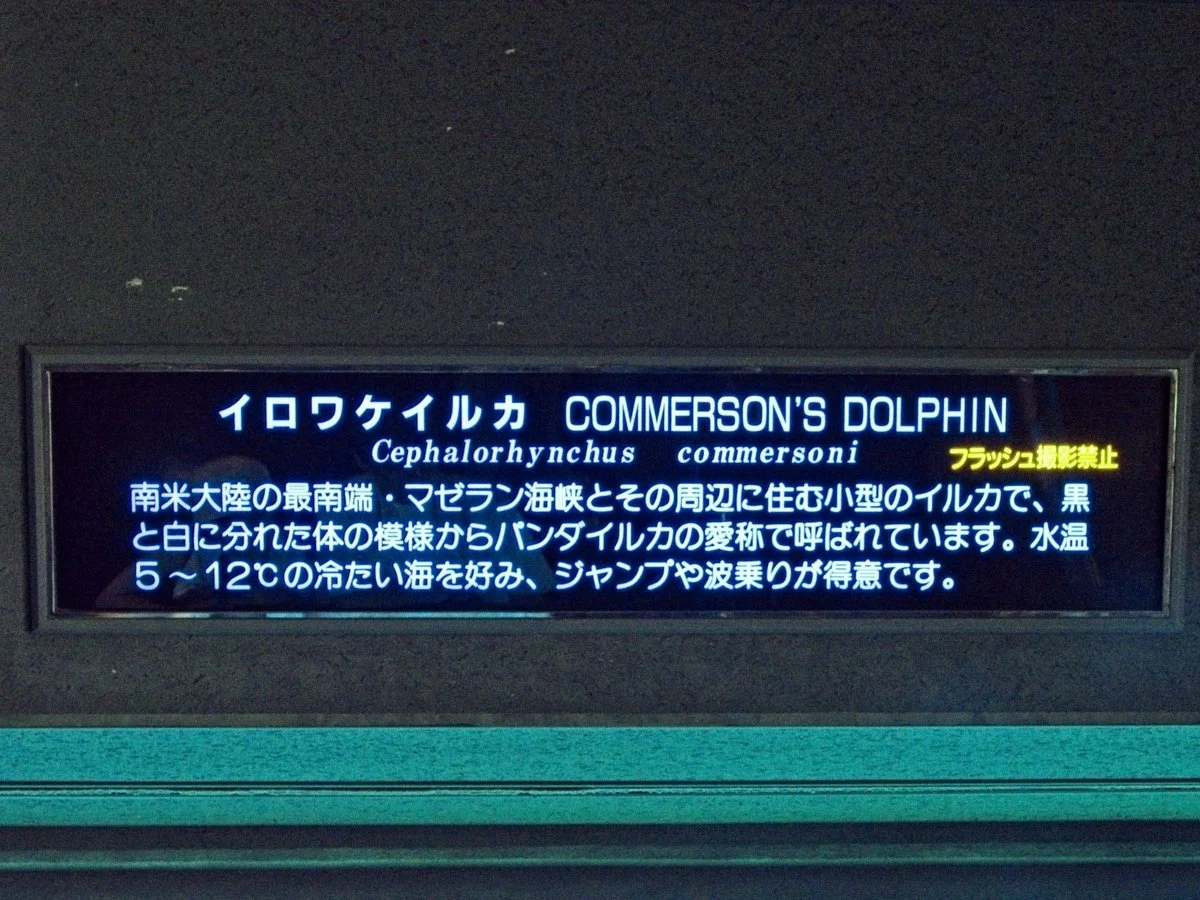 イロワケイルカ COMMERSON'S DOLPHIN
Cephalorhynchus commersoni
フラッシュ撮影禁止
南米大陸の最南端・マゼラン海峡とその周辺に住む小型のイルカで、黒
と白に分れた体の模様からパンダイルカの愛称で呼ばれています。水温
5～12℃の冷たい海を好み、ジャンプや波乗りが得意です。